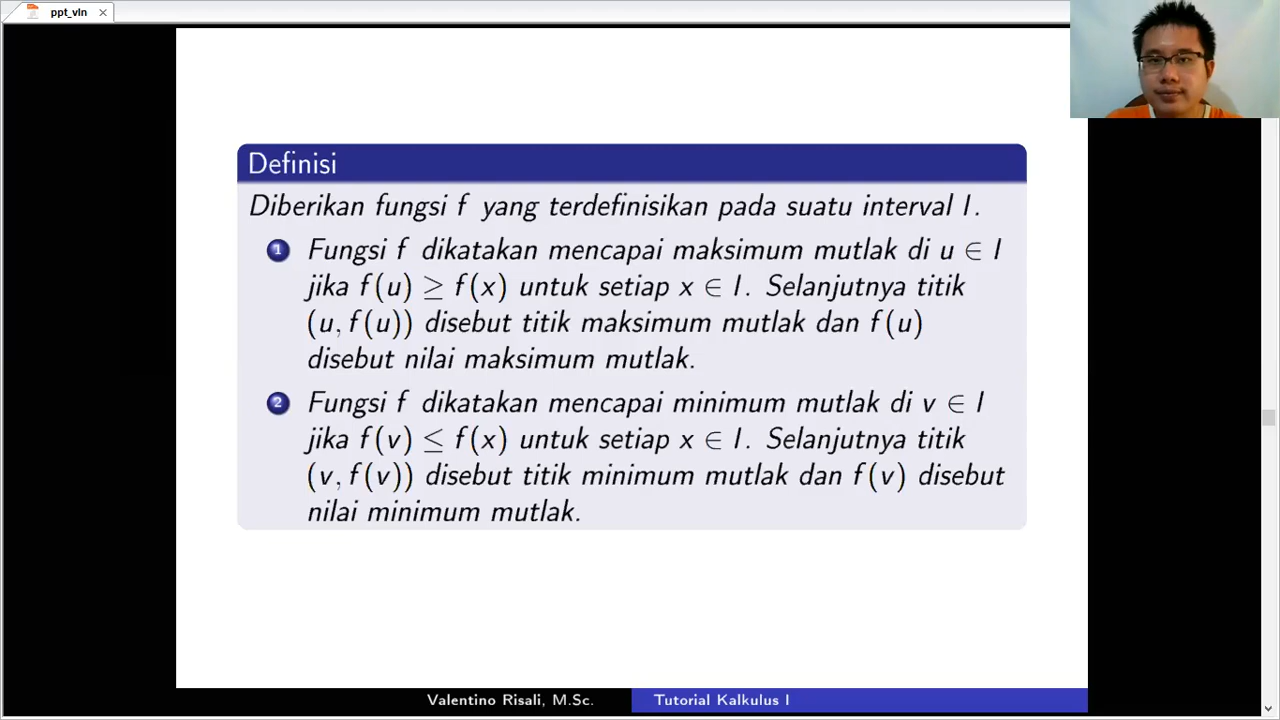 ppt_vln
Definisi
Diberikan fungsi f yang terdefinisikan pada suatu interval I.
1 Fungsi f dikatakan mencapai maksimum mutlak di u ∈ I
jika f(u) ≥ f(x) untuk setiap x ∈ I. Selanjutnya titik
(u, f(u)) disebut titik maksimum mutlak dan f(u)
disebut nilai maksimum mutlak.
2 Fungsi f dikatakan mencapai minimum mutlak di v ∈ I
jika f(v) ≤ f(x) untuk setiap x ∈ I. Selanjutnya titik
(v, f(v)) disebut titik minimum mutlak dan f(v) disebut
nilai minimum mutlak.
Valentino Risali, M.Sc. Tutorial Kalkulus I